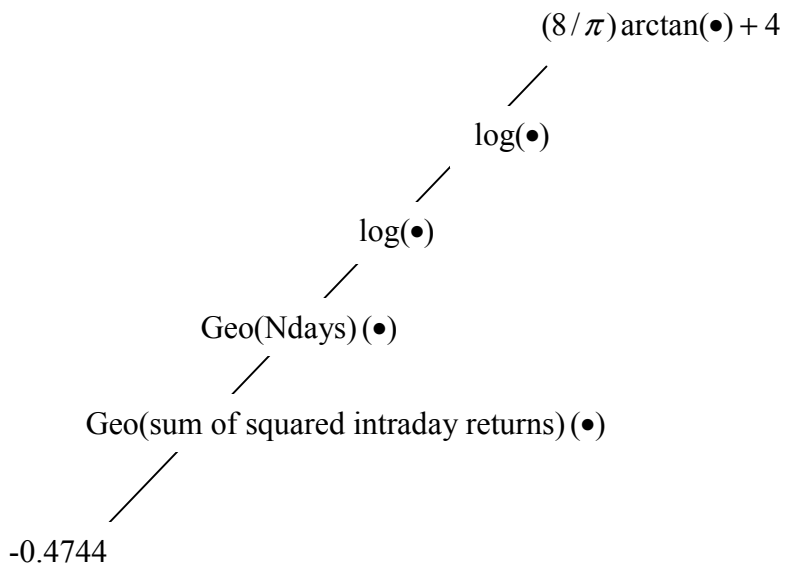 (8/π)arctan(•)+4
log(•)
log(•)
Geo(Ndays)(•)
Geo(sum of squared intraday returns)(•)
-0.4744